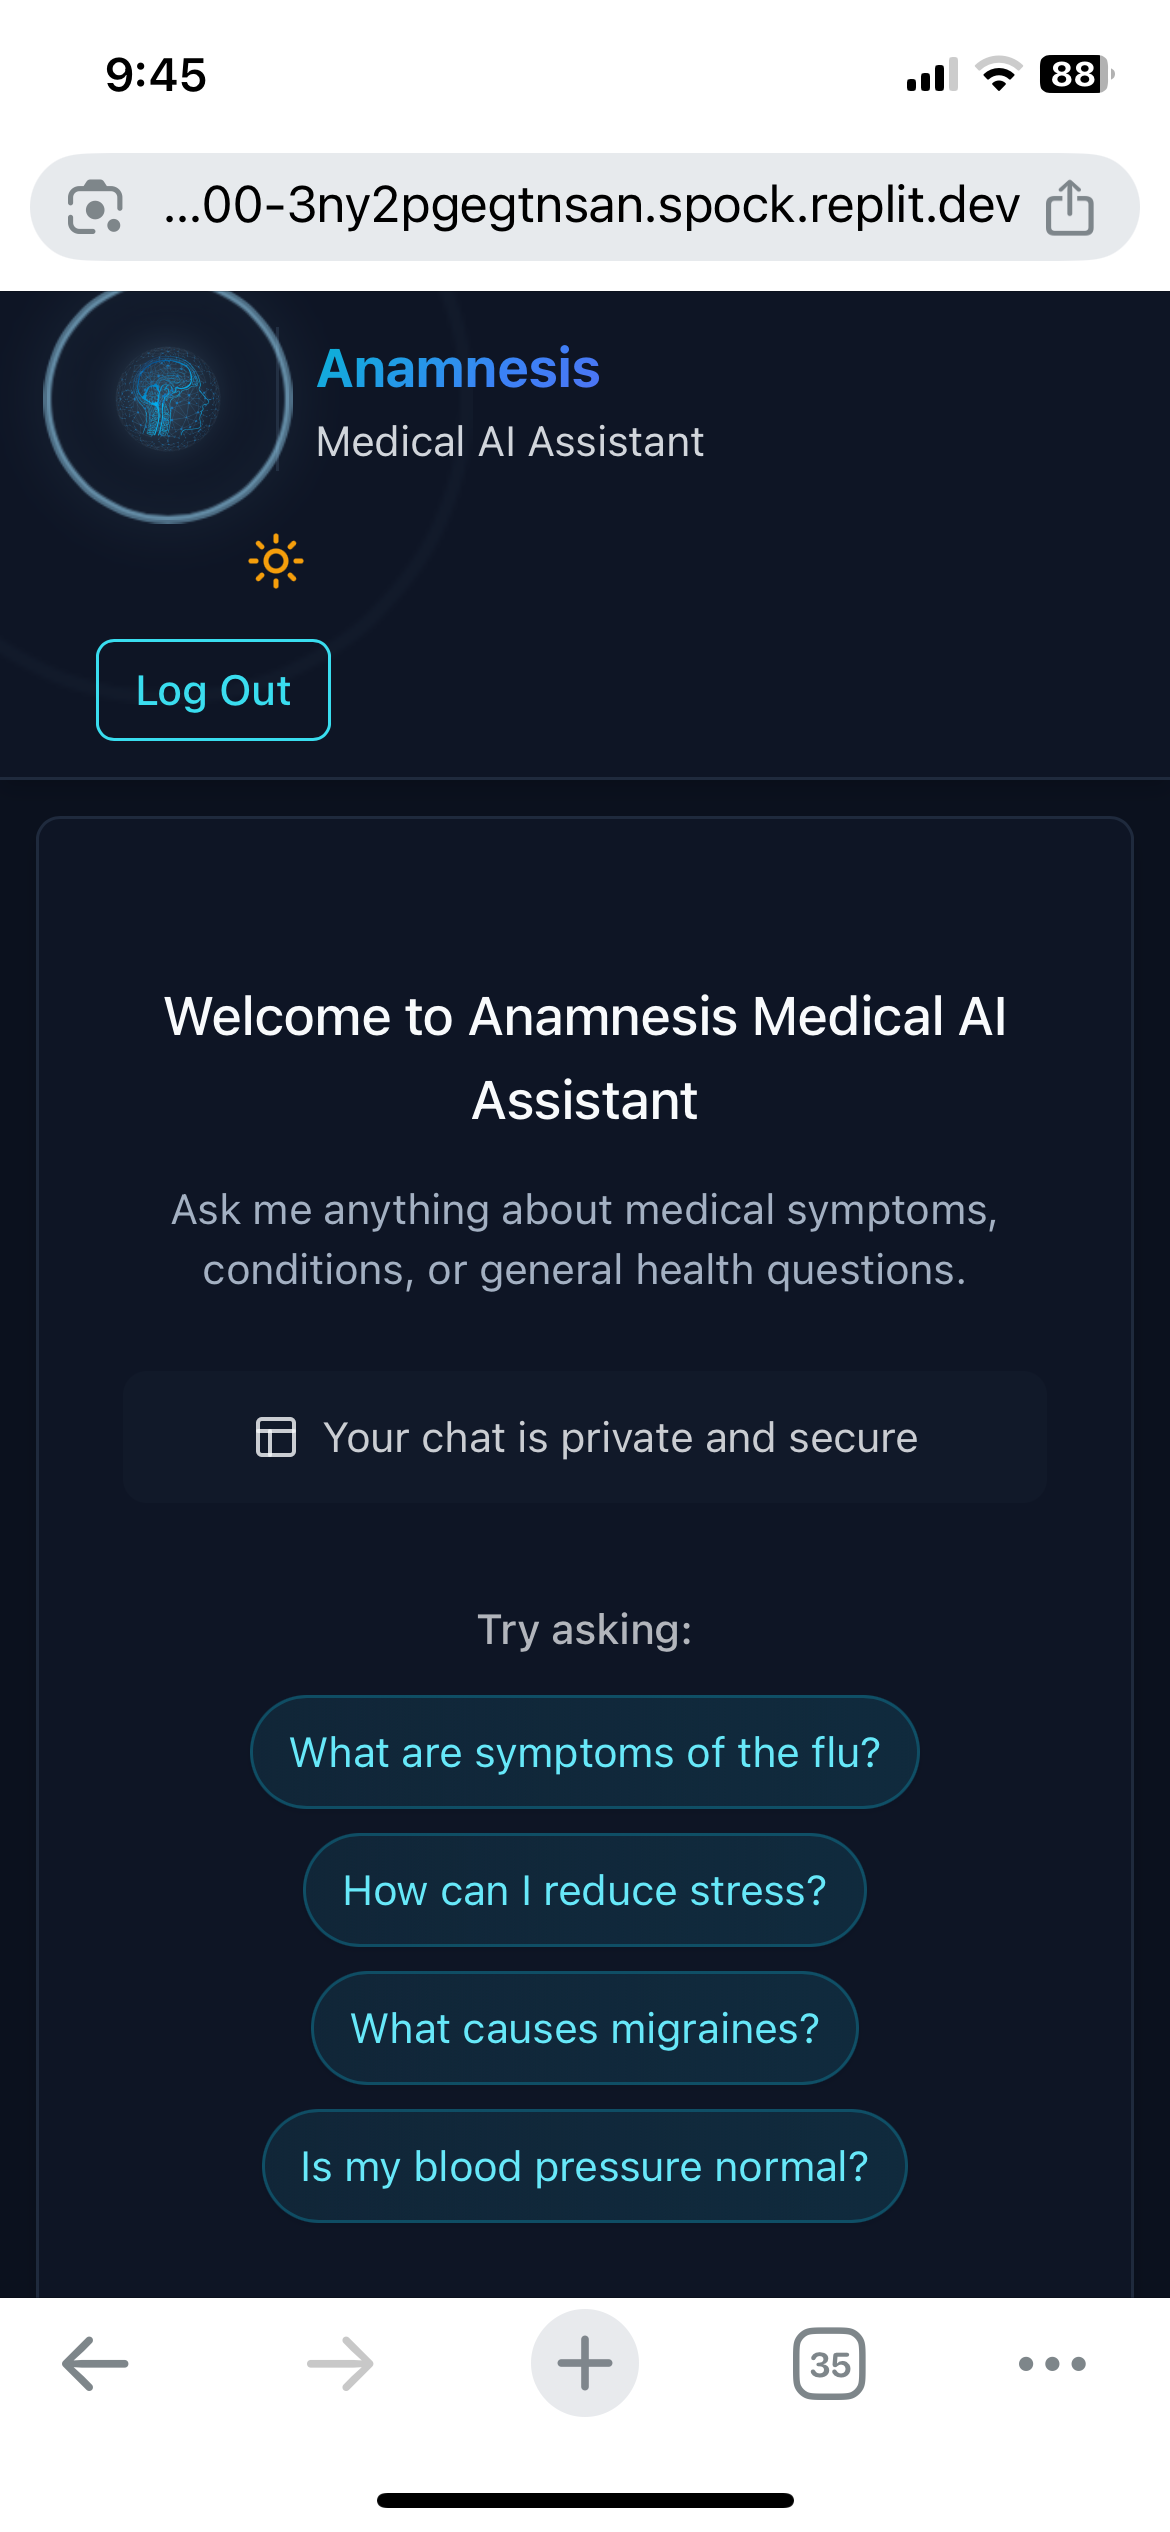 9:45
88
...00-3ny2pgegtnsan.spock.replit.dev
Anamnesis
Medical AI Assistant
Log Out
Welcome to Anamnesis Medical AI
Assistant
Ask me anything about medical symptoms,
conditions, or general health questions.
Your chat is private and secure
Try asking:
What are symptoms of the flu?
How can I reduce stress?
What causes migraines?
Is my blood pressure normal?
35